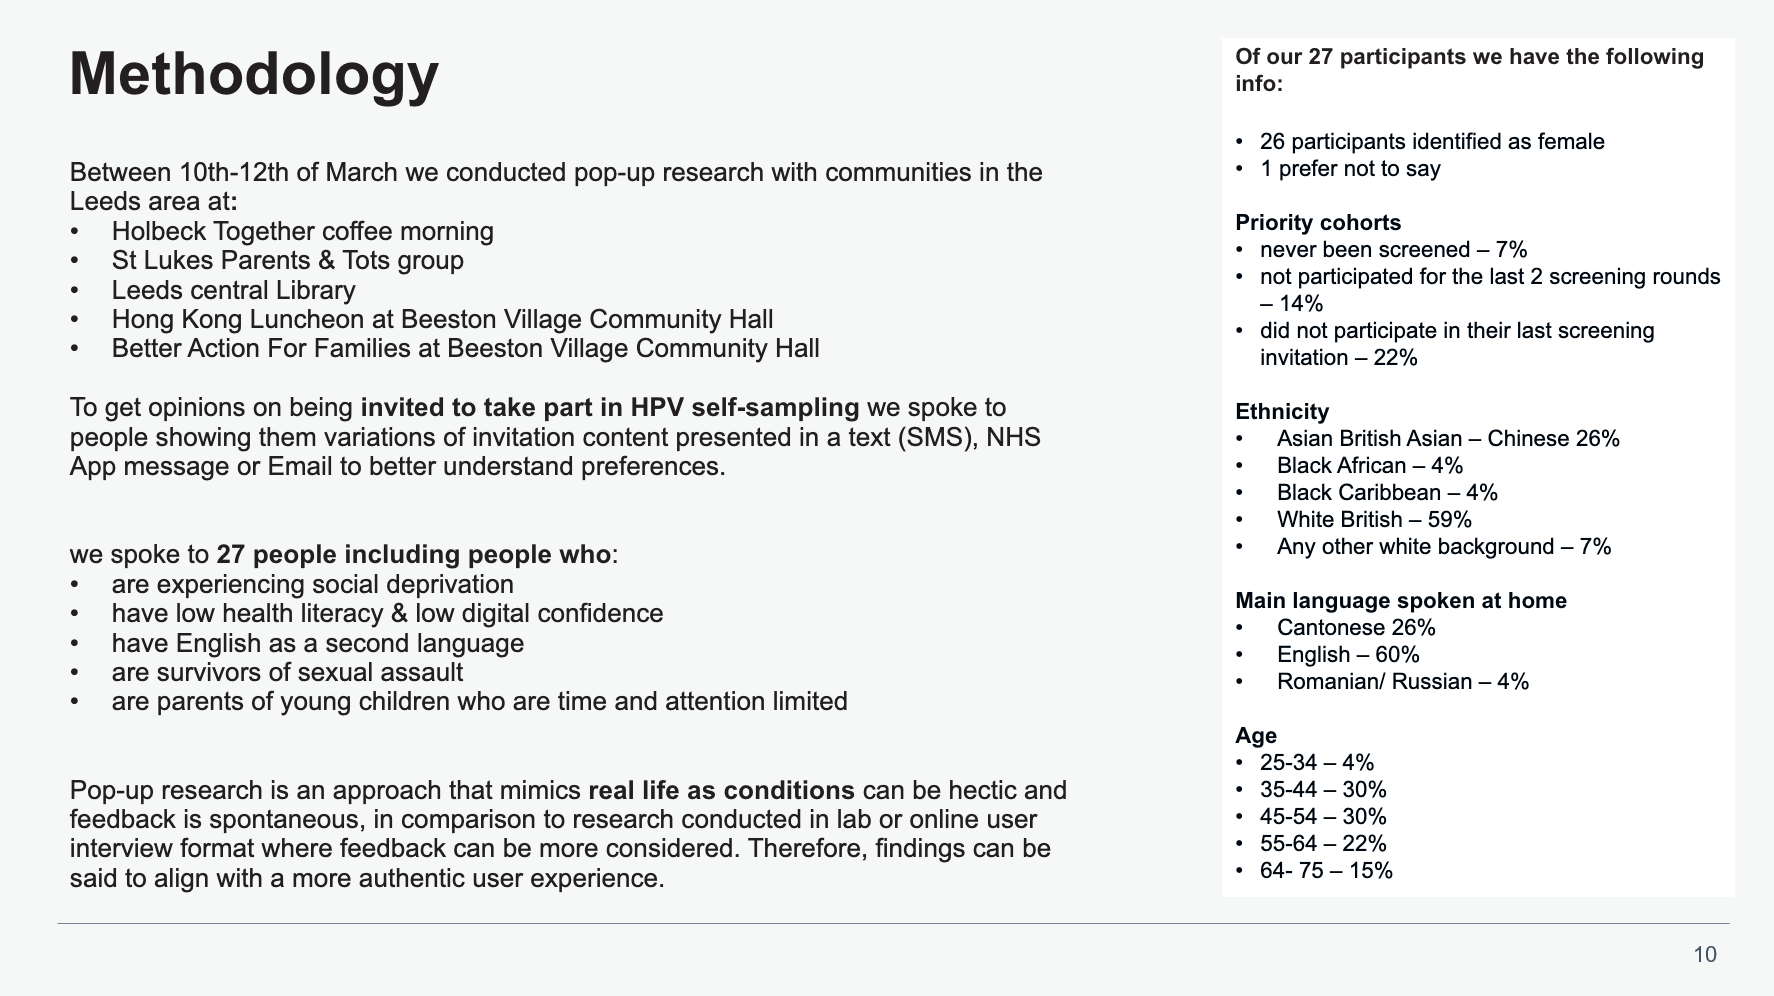 Methodology
Between 10th-12th of March we conducted pop-up research with communities in the
Leeds area at:
• Holbeck Together coffee morning
• St Lukes Parents & Tots group
• Leeds central Library
• Hong Kong Luncheon at Beeston Village Community Hall
• Better Action For Families at Beeston Village Community Hall
To get opinions on being invited to take part in HPV self-sampling we spoke to
people showing them variations of invitation content presented in a text (SMS), NHS
App message or Email to better understand preferences.
we spoke to 27 people including people who:
• are experiencing social deprivation
• have low health literacy & low digital confidence
• have English as a second language
• are survivors of sexual assault
• are parents of young children who are time and attention limited
Pop-up research is an approach that mimics real life as conditions can be hectic and
feedback is spontaneous, in comparison to research conducted in lab or online user
interview format where feedback can be more considered. Therefore, findings can be
said to align with a more authentic user experience.
Of our 27 participants we have the following
info:
• 26 participants identified as female
• 1 prefer not to say
Priority cohorts
• never been screened – 7%
• not participated for the last 2 screening rounds
– 14%
• did not participate in their last screening
invitation – 22%
Ethnicity
• Asian British Asian – Chinese 26%
• Black African – 4%
• Black Caribbean – 4%
• White British – 59%
• Any other white background – 7%
Main language spoken at home
• Cantonese 26%
• English – 60%
• Romanian/ Russian – 4%
Age
• 25-34 – 4%
• 35-44 – 30%
• 45-54 – 30%
• 55-64 – 22%
• 64- 75 – 15%
10